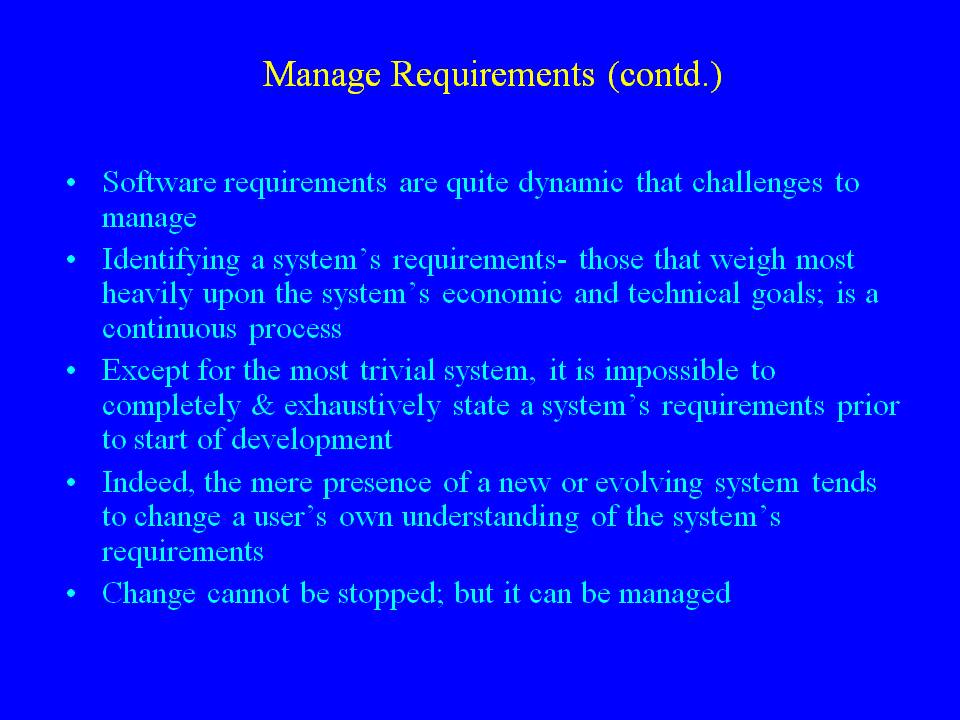 Manage Requirements (contd.)
• Software requirements are quite dynamic that challenges to
manage
• Identifying a system’s requirements- those that weigh most
heavily upon the system’s economic and technical goals; is a
continuous process
• Except for the most trivial system, it is impossible to
completely & exhaustively state a system’s requirements prior
to start of development
• Indeed, the mere presence of a new or evolving system tends
to change a user’s own understanding of the system’s
requirements
• Change cannot be stopped; but it can be managed